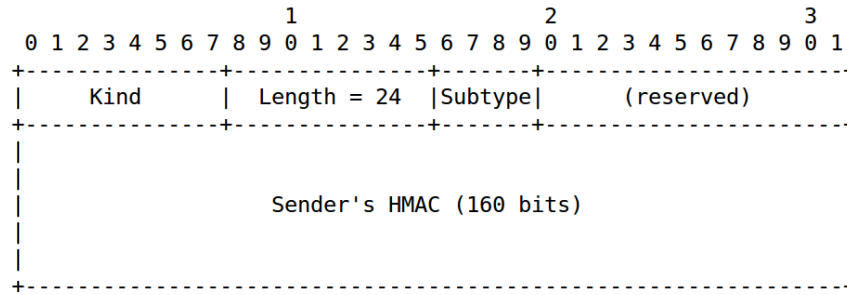 1 2 3
0 1 2 3 4 5 6 7 8 9 0 1 2 3 4 5 6 7 8 9 0 1 2 3 4 5 6 7 8 9 0 1
+---------------+---------------+-------+-----------------------+
| Kind | Length = 24 |Subtype| (reserved)
+---------------+---------------+-------+-----------------------+
|
|
| Sender's HMAC (160 bits)
|
|
+---------------------------------------------------------------